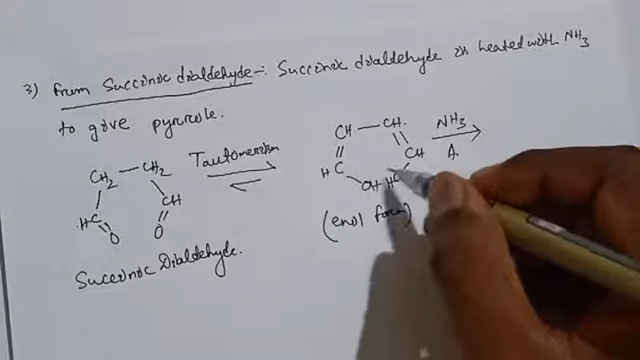 3) From Succinic dialdehyde-: Succinic dialdehyde is heated with NH3
to give pyrrole.
CH2 — CH2 Tautomerism CH — CH NH3
HC CH HC CH Δ
O O OH H
(enol form)
Succinic Dialdehyde.